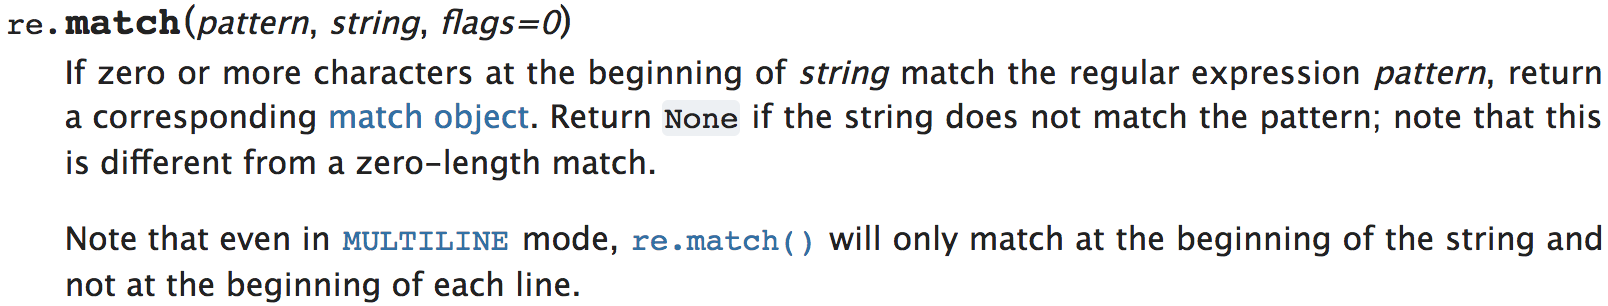 re.match(pattern, string, flags=0)
If zero or more characters at the beginning of string match the regular expression pattern, return
a corresponding match object. Return None if the string does not match the pattern; note that this
is different from a zero-length match.
Note that even in MULTILINE mode, re.match() will only match at the beginning of the string and
not at the beginning of each line.